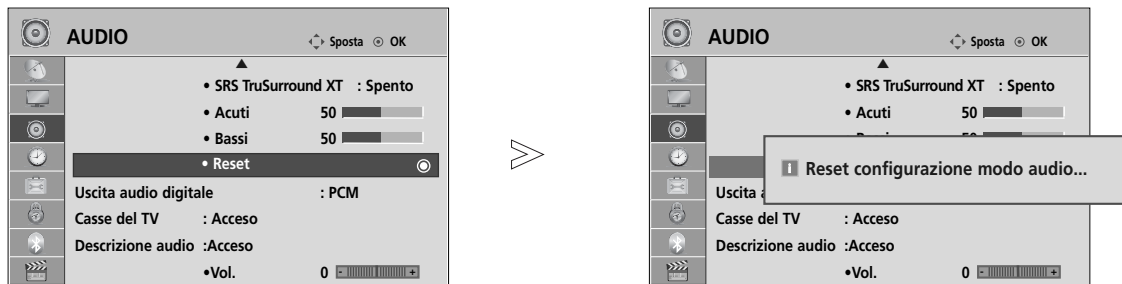 AUDIO
Sposta OK
• SRS TruSurround XT : Spento
• Acuti 50
• Bassi 50
• Reset
Uscita audio digitale : PCM
Casse del TV : Acceso
Descrizione audio :Acceso
•Vol. 0 - +
AUDIO
Sposta OK
• SRS TruSurround XT : Spento
• Acuti 50
i Reset configurazione modo audio...
Uscita
Casse del TV : Acceso
Descrizione audio :Acceso
•Vol. 0 - +